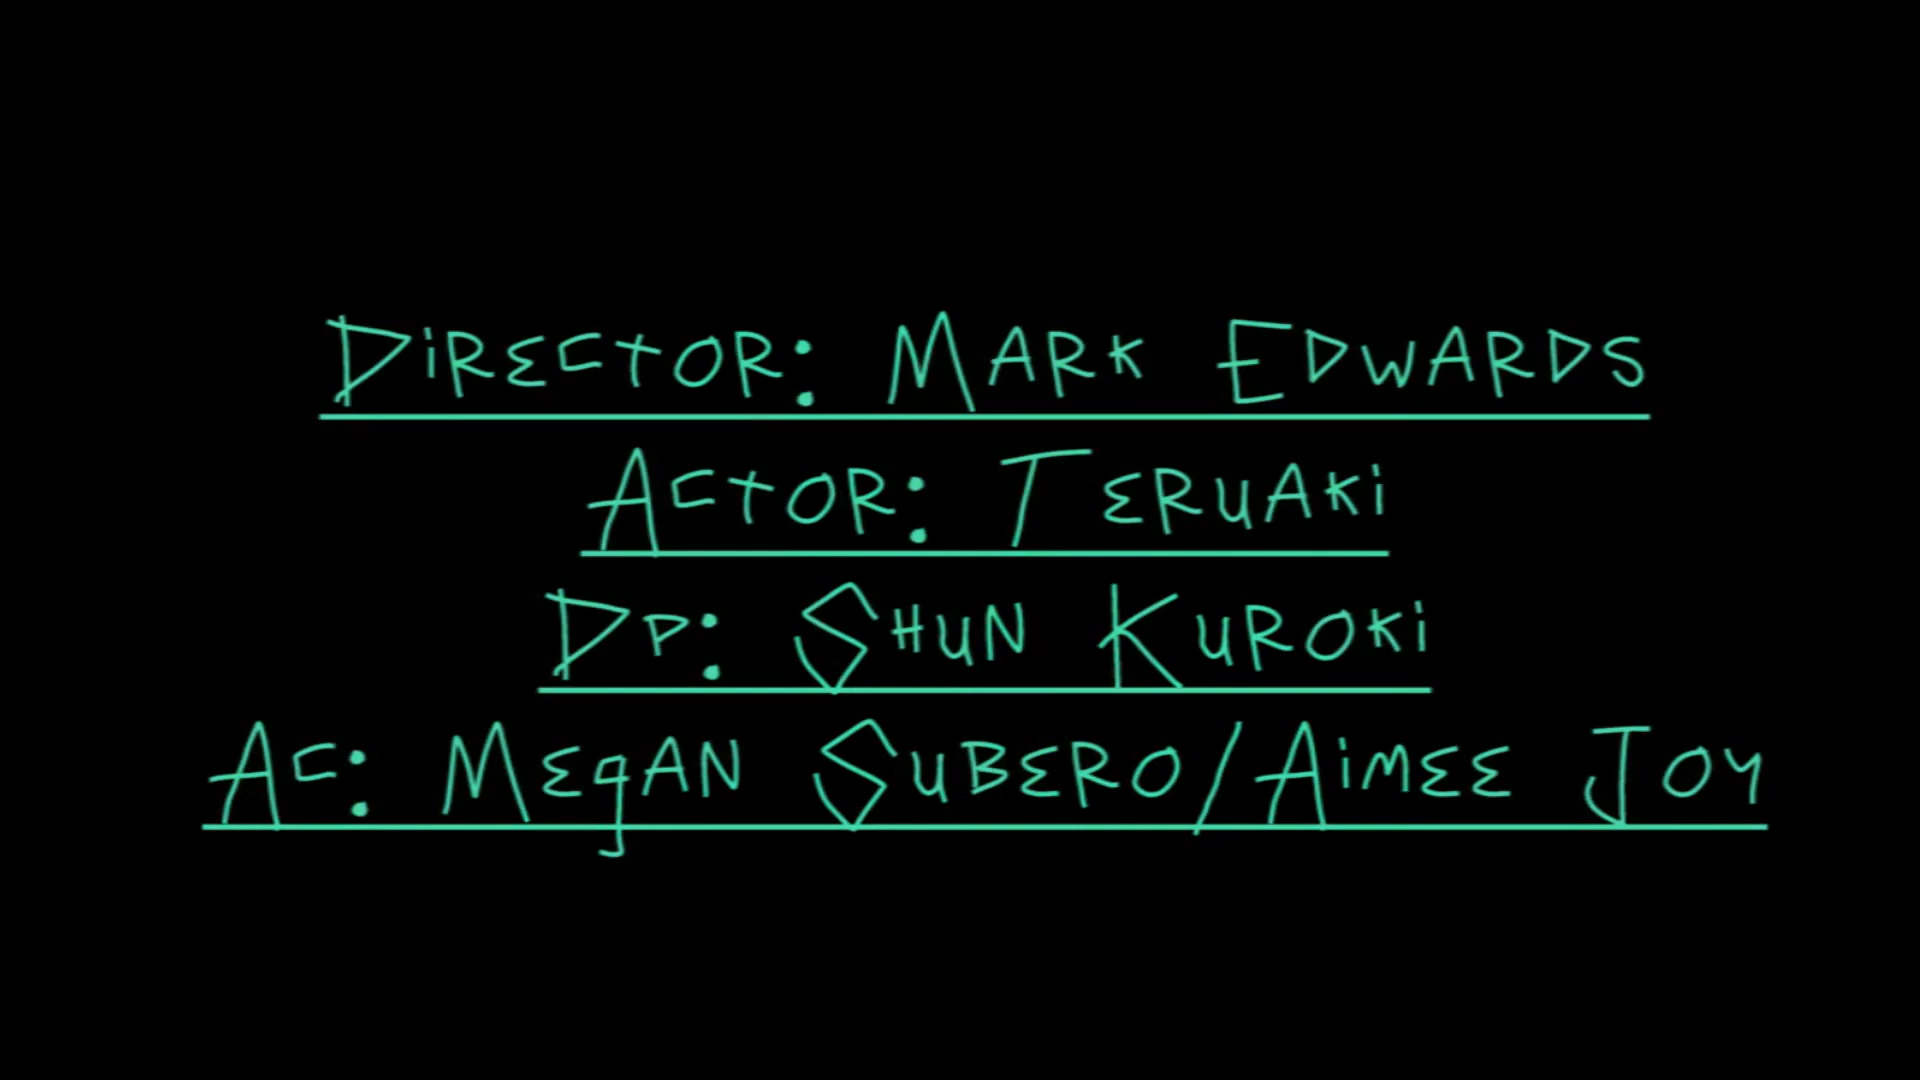 Director: Mark Edwards
Actor: Teruaki
Dp: Shun Kuroki
Ac: Megan Subero/Aimee Joy